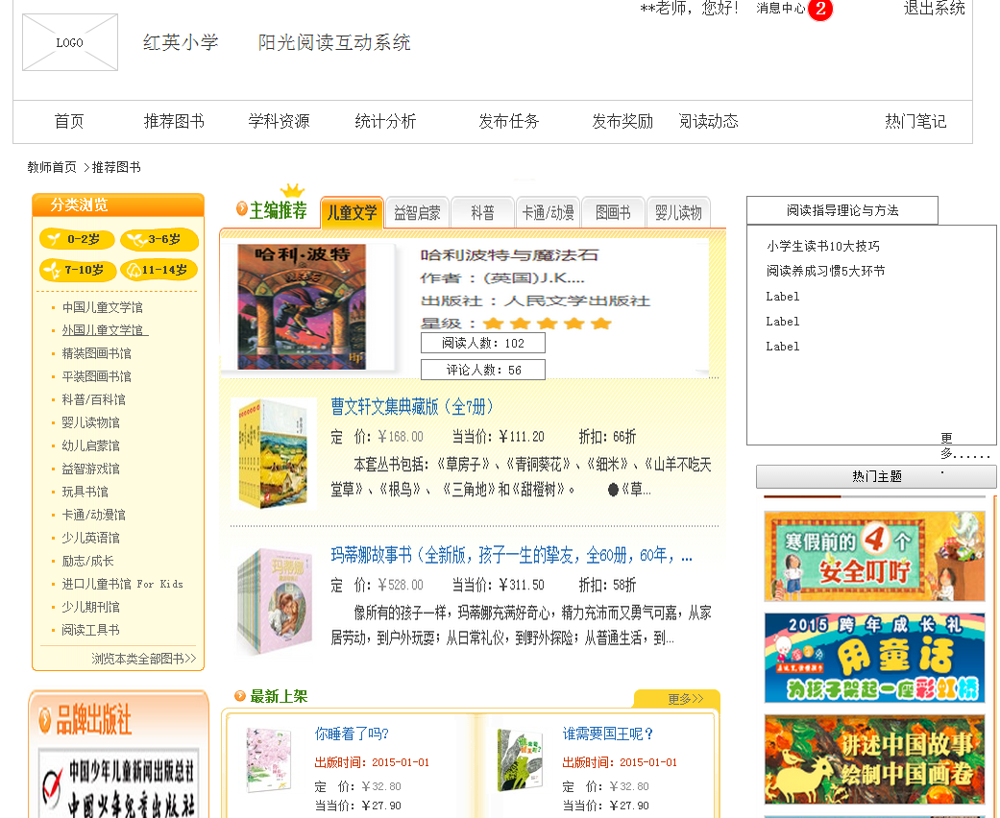 **老师，您好！ 消息中心 2 退出系统
LOGO 红英小学 阳光阅读互动系统
首页 推荐图书 学科资源 统计分析 发布任务 发布奖励 阅读动态 热门笔记
教师首页 >推荐图书
分类浏览
0-2岁 3-6岁
7-10岁 11-14岁
中国儿童文学馆
外国儿童文学馆
精装图画书馆
平装图画书馆
科普/百科馆
婴儿读物馆
幼儿启蒙馆
益智游戏馆
玩具书馆
卡通/动漫馆
少儿英语馆
励志/成长
进口儿童书馆 For Kids
少儿期刊馆
阅读工具书
浏览本类全部图书>>
品牌出版社
中国少年儿童新闻出版总社
中国少年儿童出版社
主编推荐 儿童文学 益智启蒙 科普 卡通/动漫 图画书 婴儿读物
哈利·波特
哈利波特与魔法石
作者：(英国)J.K....
出版社：人民文学出版社
星级：
阅读人数: 102
评论人数: 56
曹文轩文集典藏版（全7册）
定 价: ￥168.00 当当价: ￥111.20 折扣: 66折
本套丛书包括:《草房子》、《青铜葵花》、《细米》、《山羊不吃天
堂草》、《根鸟》、《三角地》和《甜橙树》。 ●《草...
玛蒂娜
玛蒂娜故事书（全新版, 孩子一生的挚友, 全60册, 60年, ...
定 价: ￥528.00 当当价: ￥311.50 折扣: 58折
像所有的孩子一样，玛蒂娜充满好奇心，精力充沛而又勇气可嘉，从家
居劳动，到户外玩耍；从日常礼仪，到野外探险；从普通生活，到...
最新上架 更多>>
你睡着了吗?
出版时间: 2015-01-01
定 价: ￥32.80
当当价: ￥27.90
谁需要国王呢？
出版时间: 2015-01-01
定 价: ￥32.80
当当价: ￥27.90
阅读指导理论与方法
小学生读书10大技巧
阅读养成习惯5大环节
Label
Label
Label
更
多......
热门主题
寒假前的4个
安全叮咛
2015 跨年成长礼
用童话
为孩子架起一座彩虹桥
讲述中国故事
绘制中国画卷